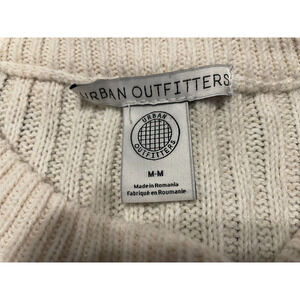 URBAN OUTFITTERS
URBAN
OUTFITTERS
M-M
Made in Romania
Fabriqué en Roumanie